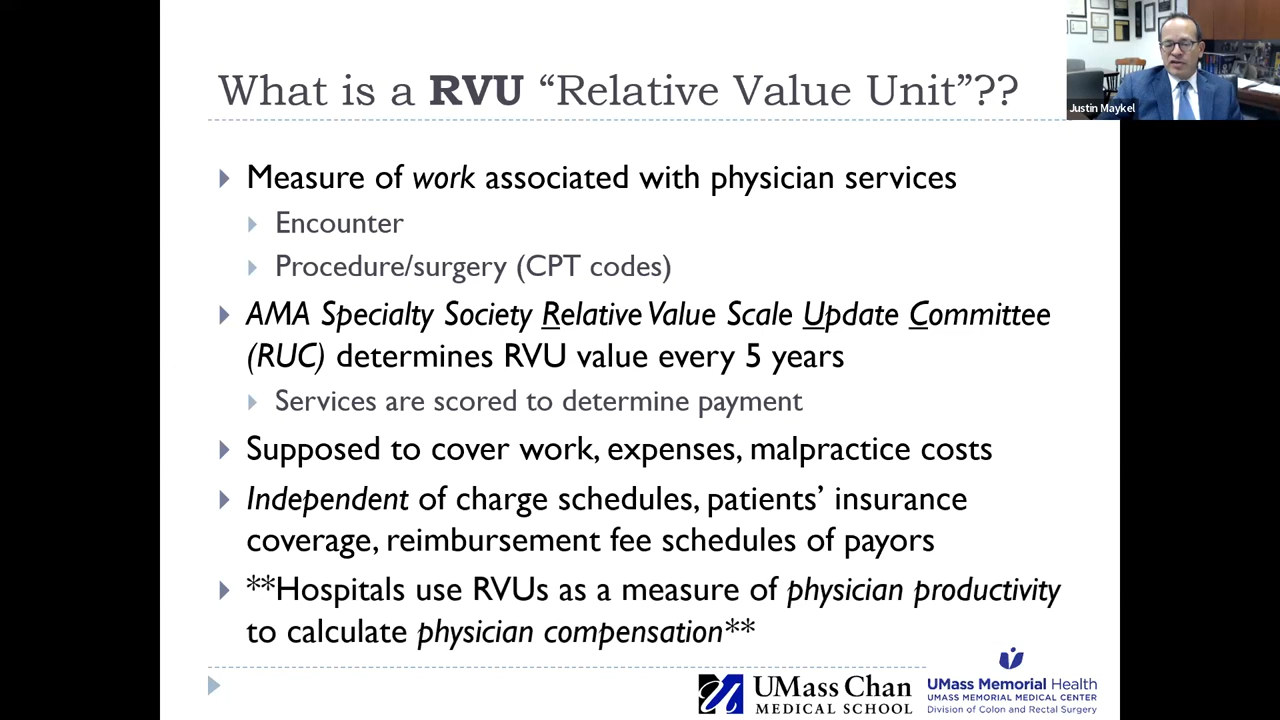 What is a RVU “Relative Value Unit”??
Justin Maykel
Measure of work associated with physician services
Encounter
Procedure/surgery (CPT codes)
AMA Specialty Society Relative Value Scale Update Committee
(RUC) determines RVU value every 5 years
Services are scored to determine payment
Supposed to cover work, expenses, malpractice costs
Independent of charge schedules, patients’ insurance
coverage, reimbursement fee schedules of payors
**Hospitals use RVUs as a measure of physician productivity
to calculate physician compensation**
UMass Chan
MEDICAL SCHOOL
UMass Memorial Health
UMASS MEMORIAL MEDICAL CENTER
Division of Colon and Rectal Surgery